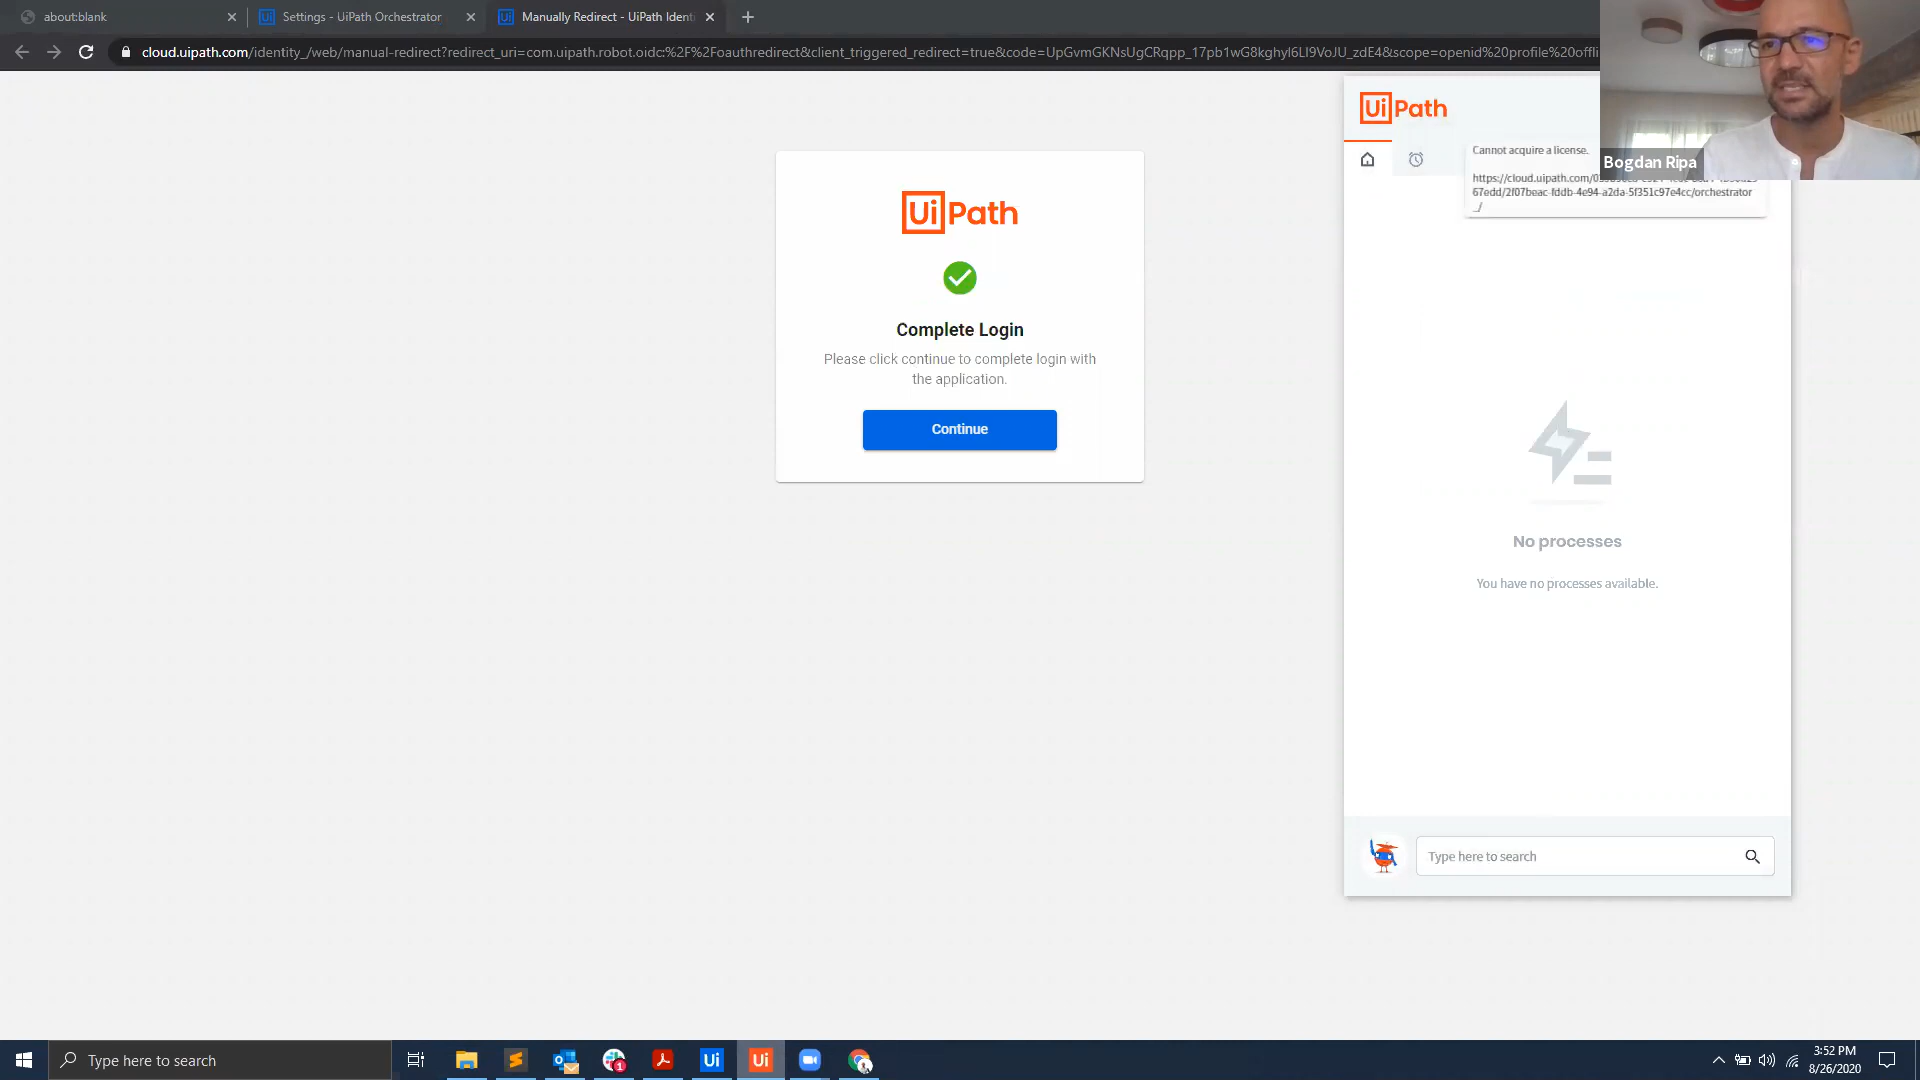 about:blank
Settings - UiPath Orchestrator
Manually Redirect - UiPath Identi
cloud.uipath.com/identity_/web/manual-redirect?redirect_uri=com.uipath.robot.oidc:%2F%2Foauthredirect&client_triggered_redirect=true&code=UpGvmGKNsUgCRqpp_17pb1wG8kghyI6LI9VoJU_zdE4&scope=openid%20profile%20offli
UiPath
Complete Login
Please click continue to complete login with
the application.
Continue
UiPath
Cannot acquire a license.
https://cloud.uipath.com/
67edd/2f07beac-fddb-4e94-a2da-5f351c97e4cc/orchestrator
_/
Bogdan Ripa
No processes
You have no processes available.
Type here to search
Type here to search
1
Ui
Ui
3:52 PM
8/26/2020